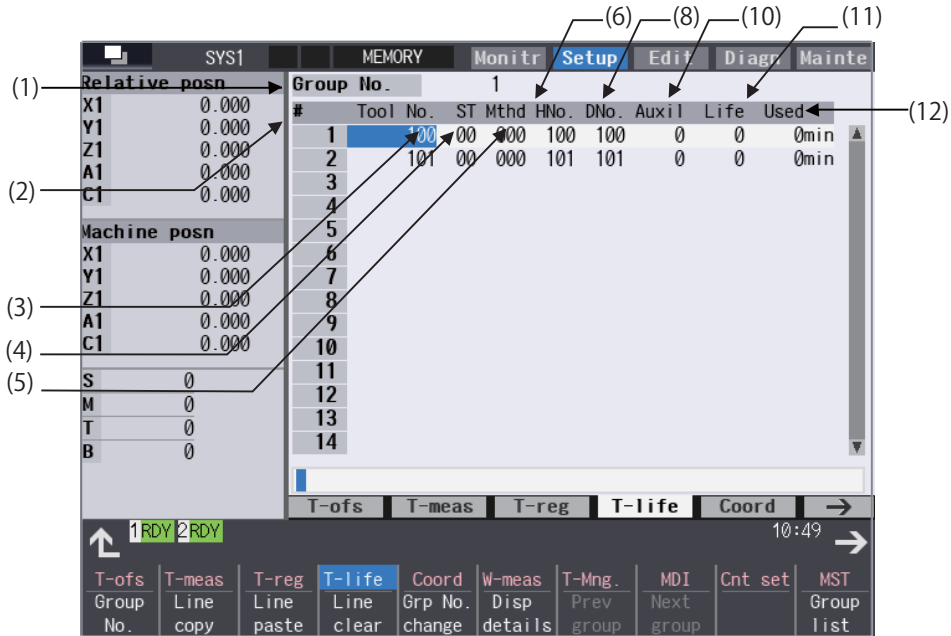 (6) (8) (10) (11)
SYS1 MEMORY Monitr Setup Edit Diagn Mainte
(1) Relative posn Group No. 1
X1 0.000 # Tool No. ST Mthd HNo. DNo. Auxil Life Used (12)
Y1 0.000 1 100 00 000 100 100 0 0 0min
Z1 0.000 2 101 00 000 101 101 0 0 0min
(2) A1 0.000 3
C1 0.000 4
Machine posn 5
X1 0.000 6
Y1 0.000 7
(3) Z1 0.000 8
A1 0.000 9
(4) C1 0.000 10
(5) S 0 11
M 0 12
T 0 13
B 0 14
T-ofs T-meas T-reg T-life Coord →
1RDY 2RDY 10:49
T-ofs T-meas T-reg T-life Coord W-meas T-Mng. MDI Cnt set MST
Group Line Line Line Grp No. Disp Prev Next Group
No. copy paste clear change details group group list